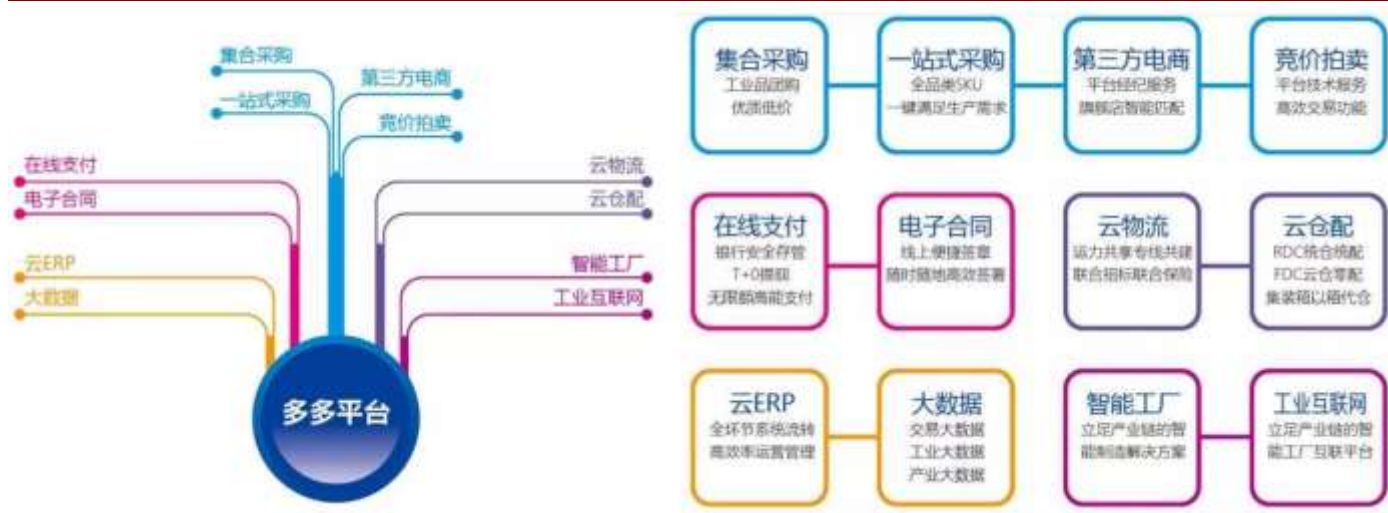 集合采购
第三方电商
一站式采购
竞价拍卖
在线支付
云物流
电子合同
云仓配
云ERP
智能工厂
大数据
工业互联网
多多平台
集合采购
工业品团购
优质低价
一站式采购
全品类SKU
一键满足生产需求
第三方电商
平台经纪服务
旗舰店智能匹配
竞价拍卖
平台技术服务
高效交易功能
在线支付
银行安全存管
T+0提现
无限额高能支付
电子合同
线上便捷签章
随时随地高效签署
云物流
运力共享专线共建
联合招标联合保险
云仓配
RDC统仓统配
FDC云仓零配
集装箱以箱代仓
云ERP
全环节系统流转
高效率运营管理
大数据
交易大数据
工业大数据
产业大数据
智能工厂
立足产业链的智
能制造解决方案
工业互联网
立足产业链的智
能工厂互联平台